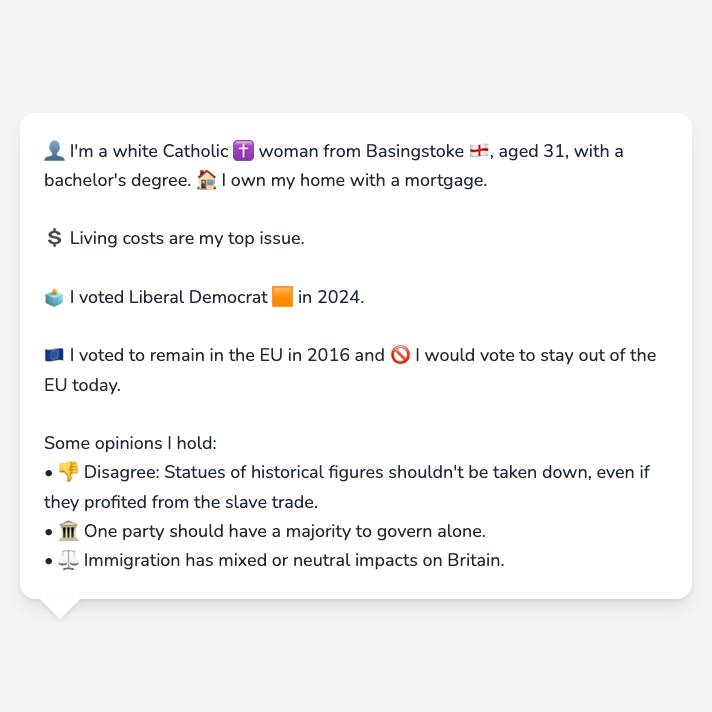 👤 I'm a white Catholic ✝️ woman from Basingstoke 🏴󠁧󠁢󠁥󠁮󠁧󠁿, aged 31, with a
bachelor's degree. 🏠 I own my home with a mortgage.
💲 Living costs are my top issue.
🗳️ I voted Liberal Democrat 🟧 in 2024.
🇪🇺 I voted to remain in the EU in 2016 and 🚫 I would vote to stay out of the
EU today.
Some opinions I hold:
• 👎 Disagree: Statues of historical figures shouldn't be taken down, even if
they profited from the slave trade.
• 🏛️ One party should have a majority to govern alone.
• ⚖️ Immigration has mixed or neutral impacts on Britain.